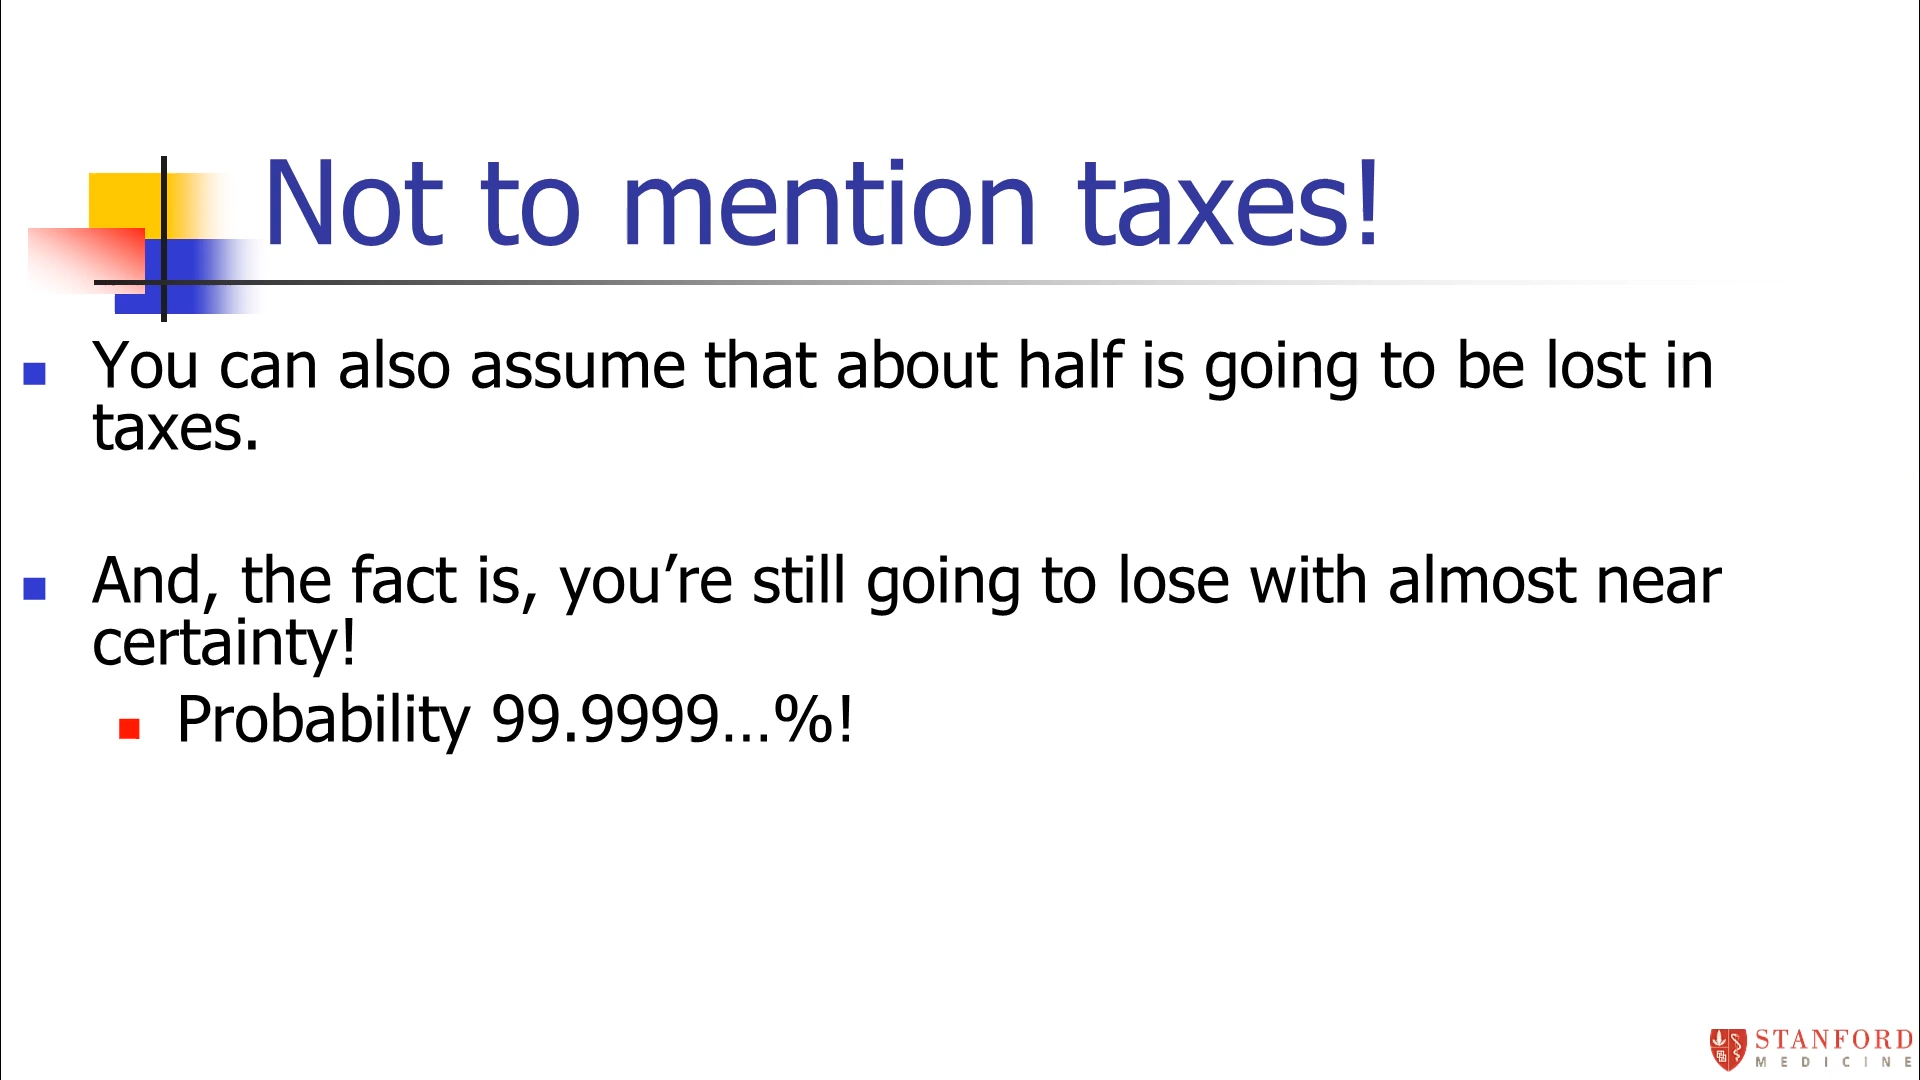 Not to mention taxes!
You can also assume that about half is going to be lost in
taxes.
And, the fact is, you’re still going to lose with almost near
certainty!
Probability 99.9999…%!
STANFORD
MEDICINE